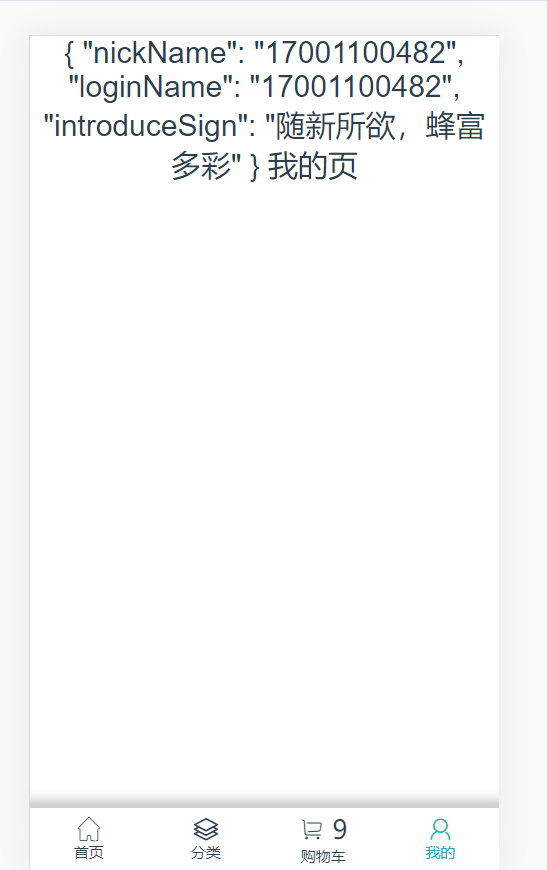 { "nickName": "17001100482",
"loginName": "17001100482",
"introduceSign": "随新所欲，蜂富
多彩" } 我的页
9
首页
分类
购物车
我的